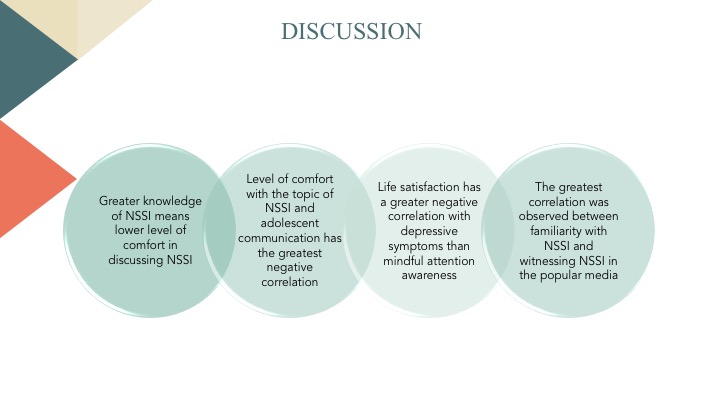 DISCUSSION
Greater knowledge
of NSSI means
lower level of
comfort in
discussing NSSI
Level of comfort
with the topic of
NSSI and
adolescent
communication has
the greatest
negative
correlation
Life satisfaction has
a greater negative
correlation with
depressive
symptoms than
mindful attention
awareness
The greatest
correlation was
observed between
familiarity with
NSSI and
witnessing NSSI in
the popular media